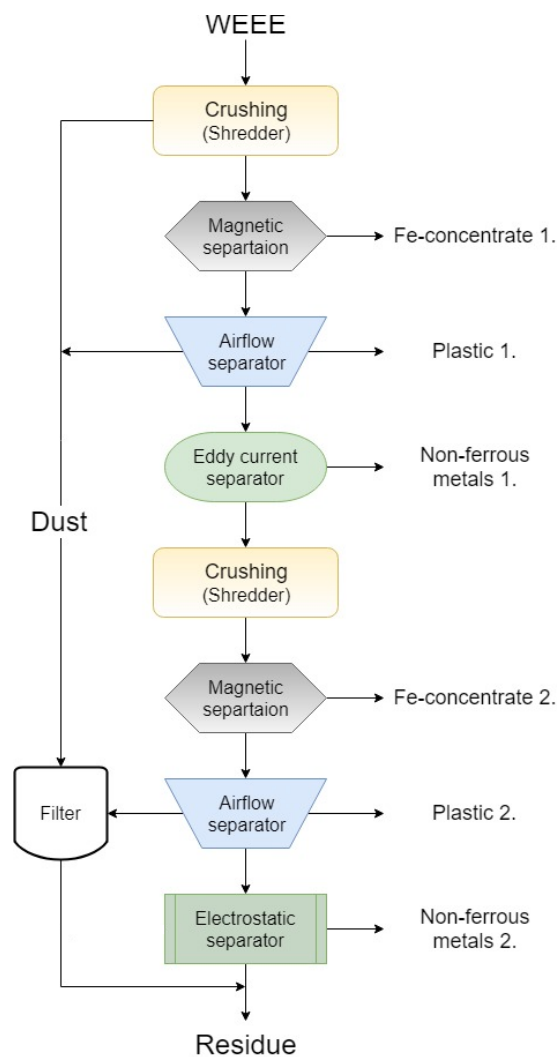 WEEE
Crushing
(Shredder)
Magnetic
separtaion
Fe-concentrate 1.
Airflow
separator
Plastic 1.
Eddy current
separator
Non-ferrous
metals 1.
Dust
Crushing
(Shredder)
Magnetic
separtaion
Fe-concentrate 2.
Filter
Airflow
separator
Plastic 2.
Electrostatic
separator
Non-ferrous
metals 2.
Residue